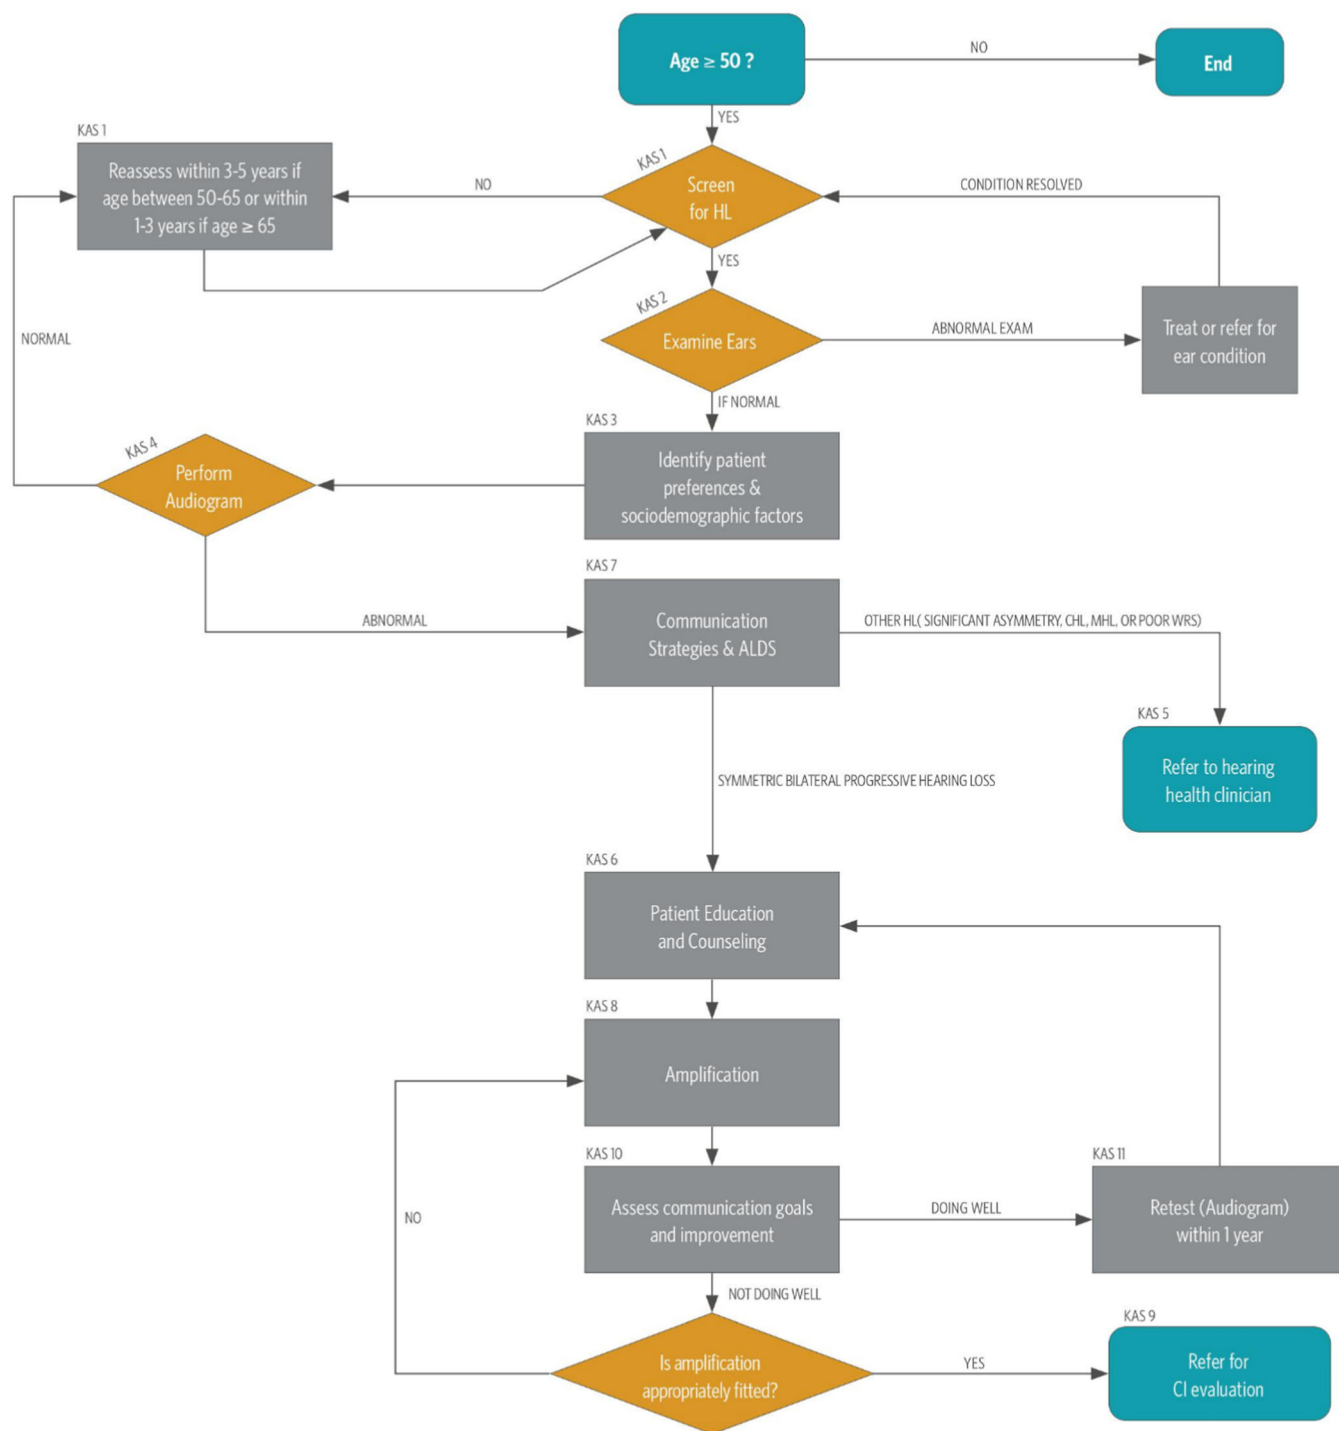 Age ≥ 50 ?
NO
End
YES
KAS 1
Reassess within 3-5 years if
age between 50-65 or within
1-3 years if age ≥ 65
NO
KAS 1
Screen
for HL
CONDITION RESOLVED
YES
KAS 2
Examine Ears
ABNORMAL EXAM
Treat or refer for
ear condition
NORMAL
IF NORMAL
KAS 3
Identify patient
preferences &
sociodemographic factors
KAS 4
Perform
Audiogram
ABNORMAL
KAS 7
Communication
Strategies & ALDS
OTHER HL( SIGNIFICANT ASYMMETRY, CHL, MHL, OR POOR WRS)
KAS 5
Refer to hearing
health clinician
SYMMETRIC BILATERAL PROGRESSIVE HEARING LOSS
KAS 6
Patient Education
and Counseling
KAS 8
Amplification
KAS 10
Assess communication goals
and improvement
DOING WELL
KAS 11
Retest (Audiogram)
within 1 year
NO
NOT DOING WELL
Is amplification
appropriately fitted?
YES
KAS 9
Refer for
CI evaluation